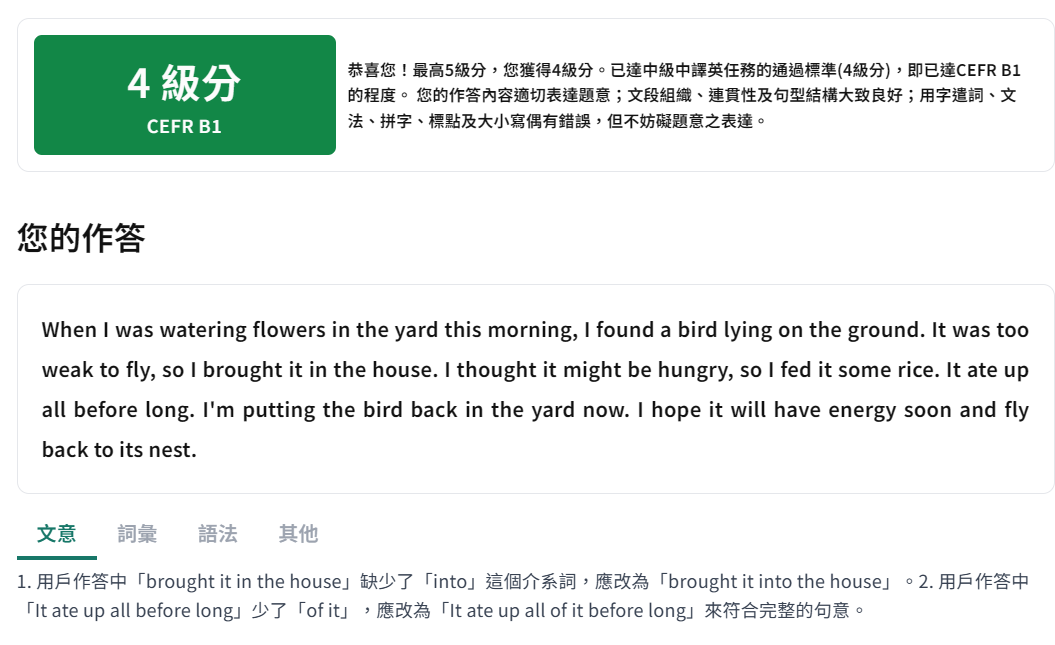 4 級分
CEFR B1
恭喜您！最高5級分，您獲得4級分。已達中級中譯英任務的通過標準(4級分)，即已達CEFR B1
的程度。 您的作答內容適切表達題意；文段組織、連貫性及句型結構大致良好；用字遣詞、文
法、拼字、標點及大小寫偶有錯誤，但不妨礙題意之表達。
您的作答
When I was watering flowers in the yard this morning, I found a bird lying on the ground. It was too
weak to fly, so I brought it in the house. I thought it might be hungry, so I fed it some rice. It ate up
all before long. I'm putting the bird back in the yard now. I hope it will have energy soon and fly
back to its nest.
文意 詞彙 語法 其他
1. 用戶作答中「brought it in the house」缺少了「into」這個介系詞，應改為「brought it into the house」。2. 用戶作答中
「It ate up all before long」少了「of it」，應改為「It ate up all of it before long」來符合完整的句意。